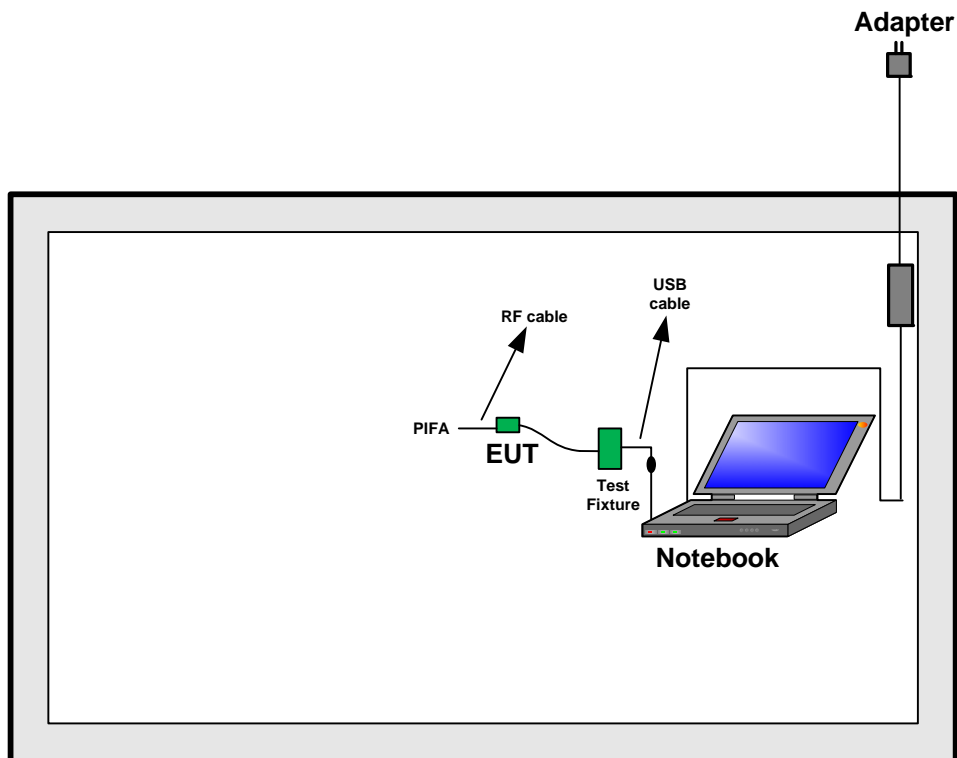 Adapter
USB
cable
RF cable
PIFA
EUT
Test
Fixture
Notebook